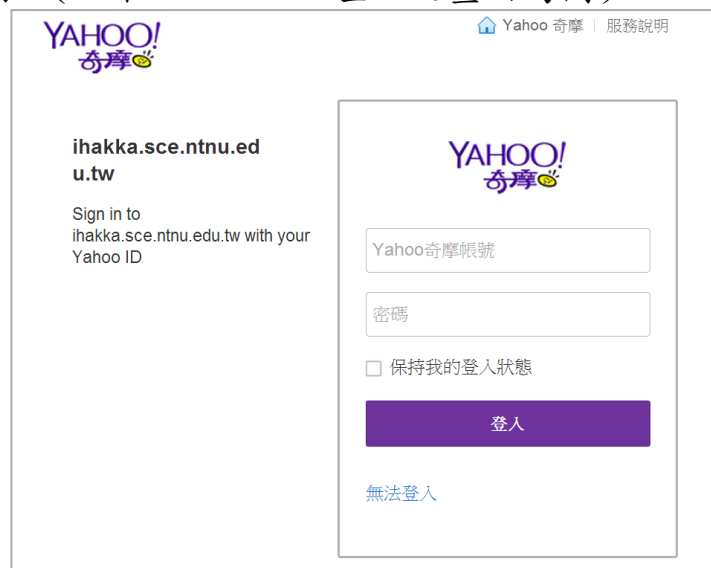 YAHOO!
奇摩
Yahoo 奇摩 | 服務說明
ihakka.sce.ntnu.ed
u.tw
Sign in to
ihakka.sce.ntnu.edu.tw with your
Yahoo ID
YAHOO!
奇摩
Yahoo奇摩帳號
密碼
保持我的登入狀態
登入
無法登入